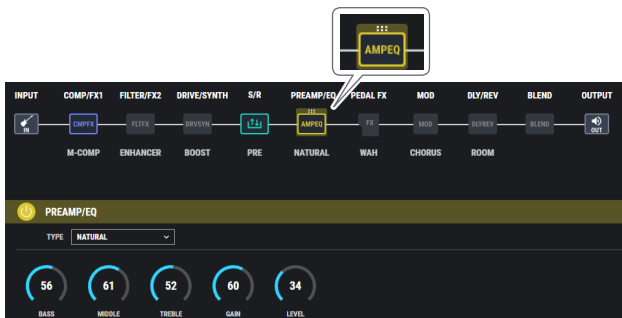 AMPEQ
INPUT COMP/FX1 FILTER/FX2 DRIVE/SYNTH S/R PREAMP/EQ PEDAL FX MOD DLY/REV BLEND OUTPUT
IN CMPFX FLTFX DRVSYN AMPEQ FX MOD DLYREV BLEND OUT
M-COMP ENHANCER BOOST PRE NATURAL WAH CHORUS ROOM
PREAMP/EQ
TYPE NATURAL
56 61 52 60 34
BASS MIDDLE TREBLE GAIN LEVEL